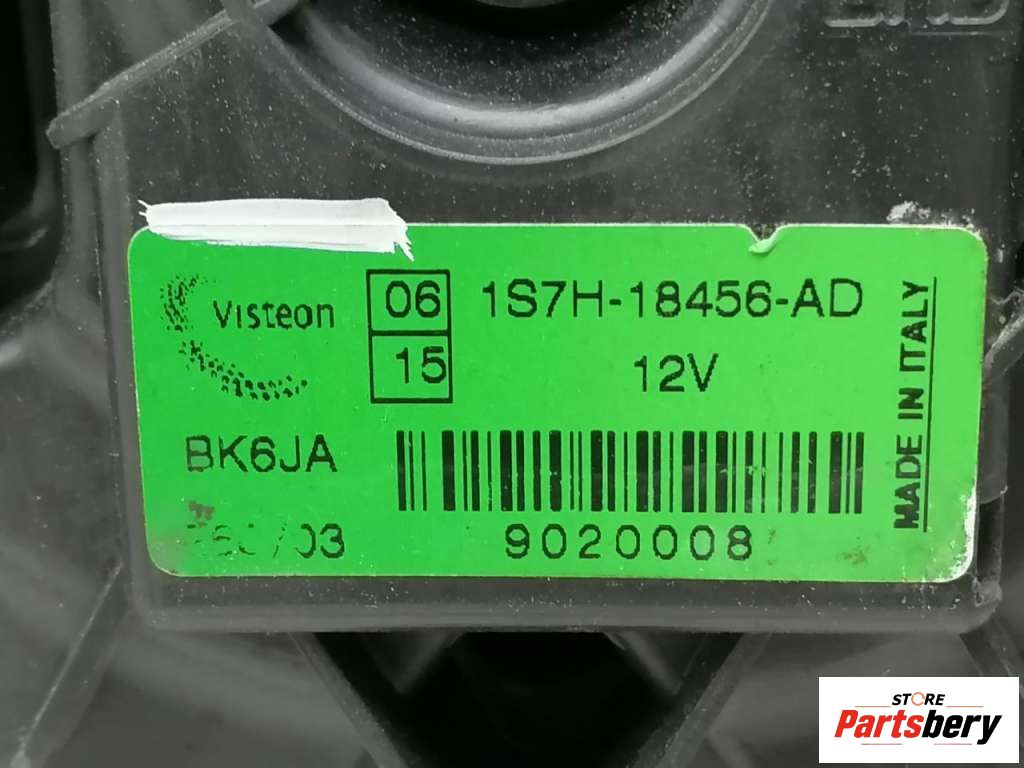 Visteon
06
15
1S7H-18456-AD
12V
MADE IN ITALY
BK6JA
9020008
STORE
Partsbery